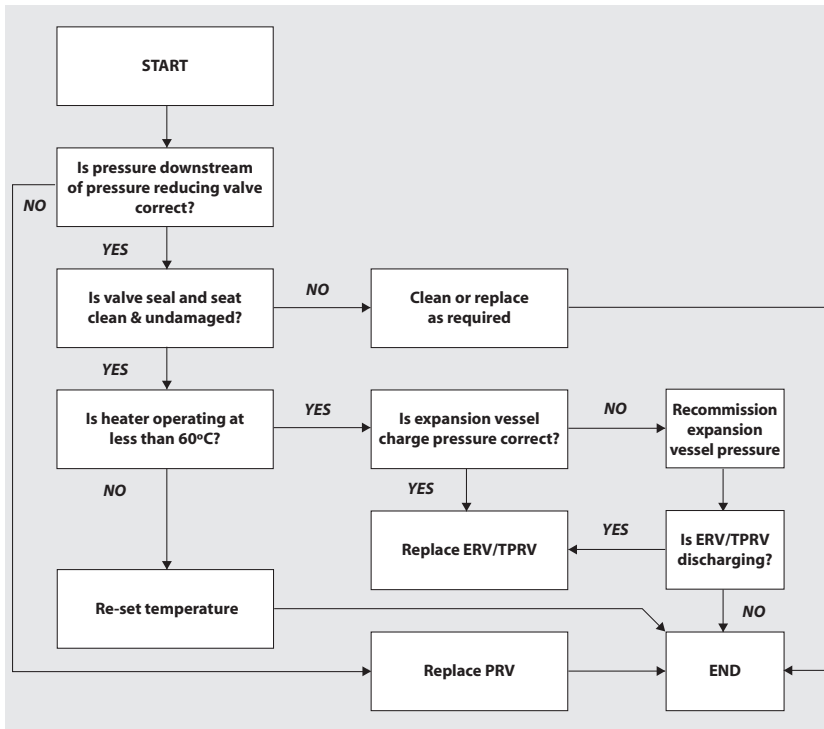 START
Is pressure downstream
of pressure reducing valve
correct?
NO
YES
Is valve seal and seat
clean & undamaged?
NO
Clean or replace
as required
YES
Is heater operating at
less than 60ºC?
YES
Is expansion vessel
charge pressure correct?
NO
Recommission
expansion
vessel pressure
NO
YES
Replace ERV/TPRV
YES
Is ERV/TPRV
discharging?
Re-set temperature
NO
Replace PRV
END